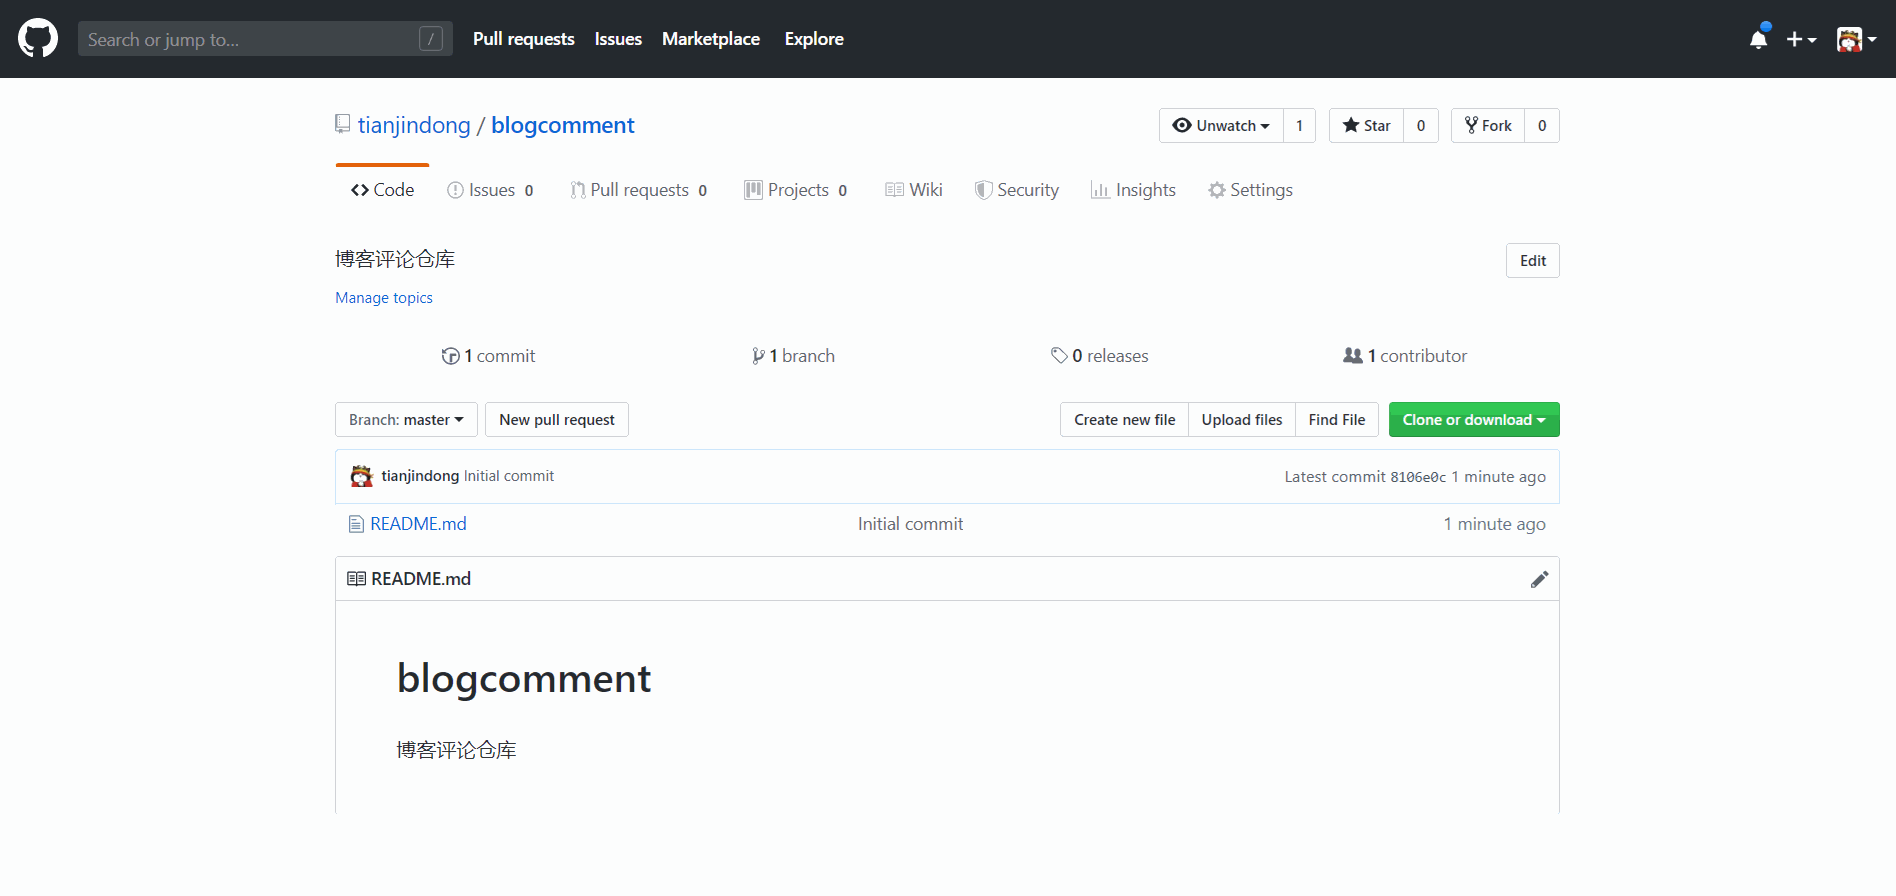 Search or jump to... / Pull requests Issues Marketplace Explore
tianjindong / blogcomment Unwatch 1 Star 0 Fork 0
Code Issues 0 Pull requests 0 Projects 0 Wiki Security Insights Settings
博客评论仓库 Edit
Manage topics
1 commit 1 branch 0 releases 1 contributor
Branch: master New pull request Create new file Upload files Find File Clone or download
tianjindong Initial commit Latest commit 8106e0c 1 minute ago
README.md Initial commit 1 minute ago
README.md
blogcomment
博客评论仓库